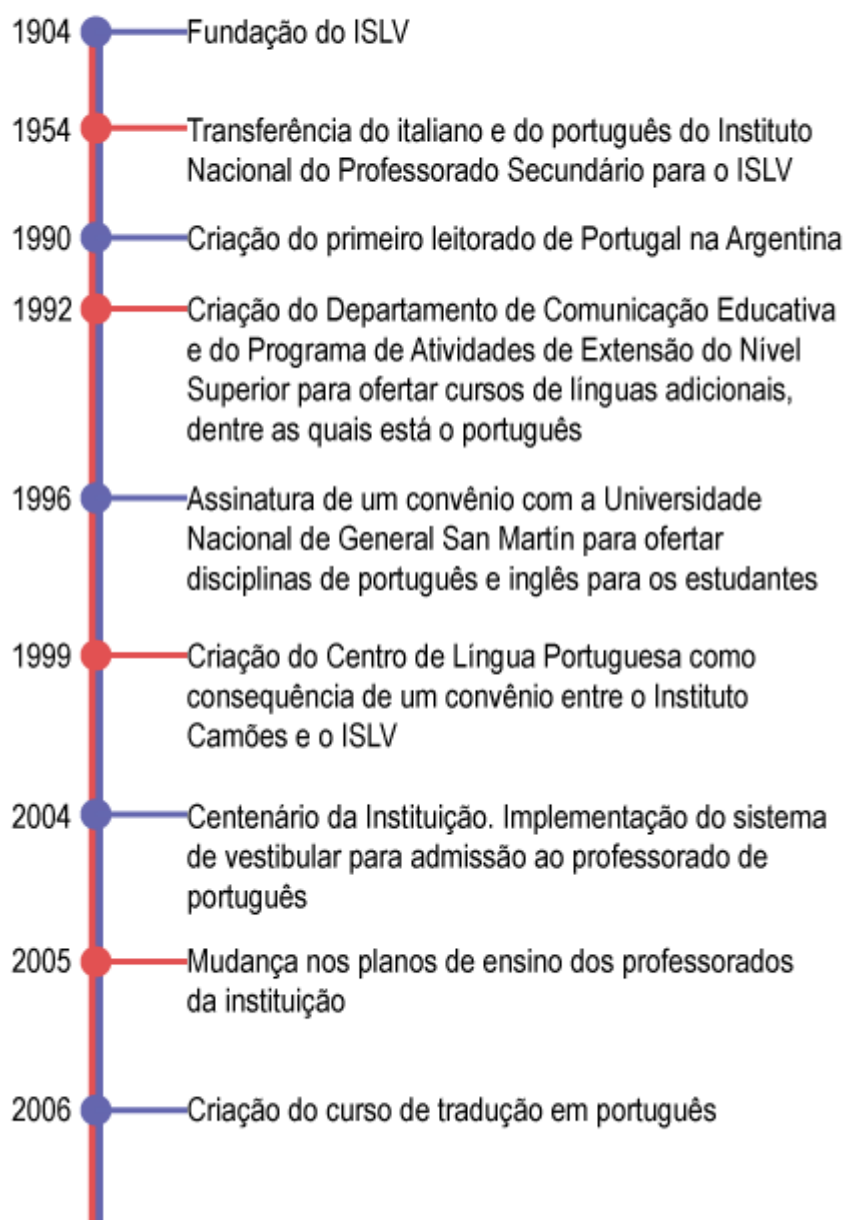 1904 Fundação do ISLV
1954 Transferência do italiano e do português do Instituto
Nacional do Professorado Secundário para o ISLV
1990 Criação do primeiro leitorado de Portugal na Argentina
1992 Criação do Departamento de Comunicação Educativa
e do Programa de Atividades de Extensão do Nível
Superior para ofertar cursos de línguas adicionais,
dentre as quais está o português
1996 Assinatura de um convênio com a Universidade
Nacional de General San Martín para ofertar
disciplinas de português e inglês para os estudantes
1999 Criação do Centro de Língua Portuguesa como
consequência de um convênio entre o Instituto
Camões e o ISLV
2004 Centenário da Instituição. Implementação do sistema
de vestibular para admissão ao professorado de
português
2005 Mudança nos planos de ensino dos professorados
da instituição
2006 Criação do curso de tradução em português